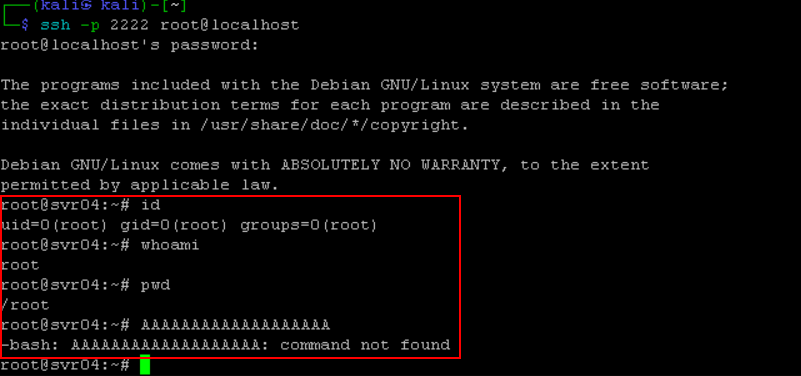 (kali㉿kali)-[~]
$ ssh -p 2222 root@localhost
root@localhost's password:
The programs included with the Debian GNU/Linux system are free software;
the exact distribution terms for each program are described in the
individual files in /usr/share/doc/*/copyright.
Debian GNU/Linux comes with ABSOLUTELY NO WARRANTY, to the extent
permitted by applicable law.
root@svr04:~# id
uid=0(root) gid=0(root) groups=0(root)
root@svr04:~# whoami
root
root@svr04:~# pwd
/root
root@svr04:~# AAAAAAAAAAAAAAAAAAA
-bash: AAAAAAAAAAAAAAAAAAA: command not found
root@svr04:~#